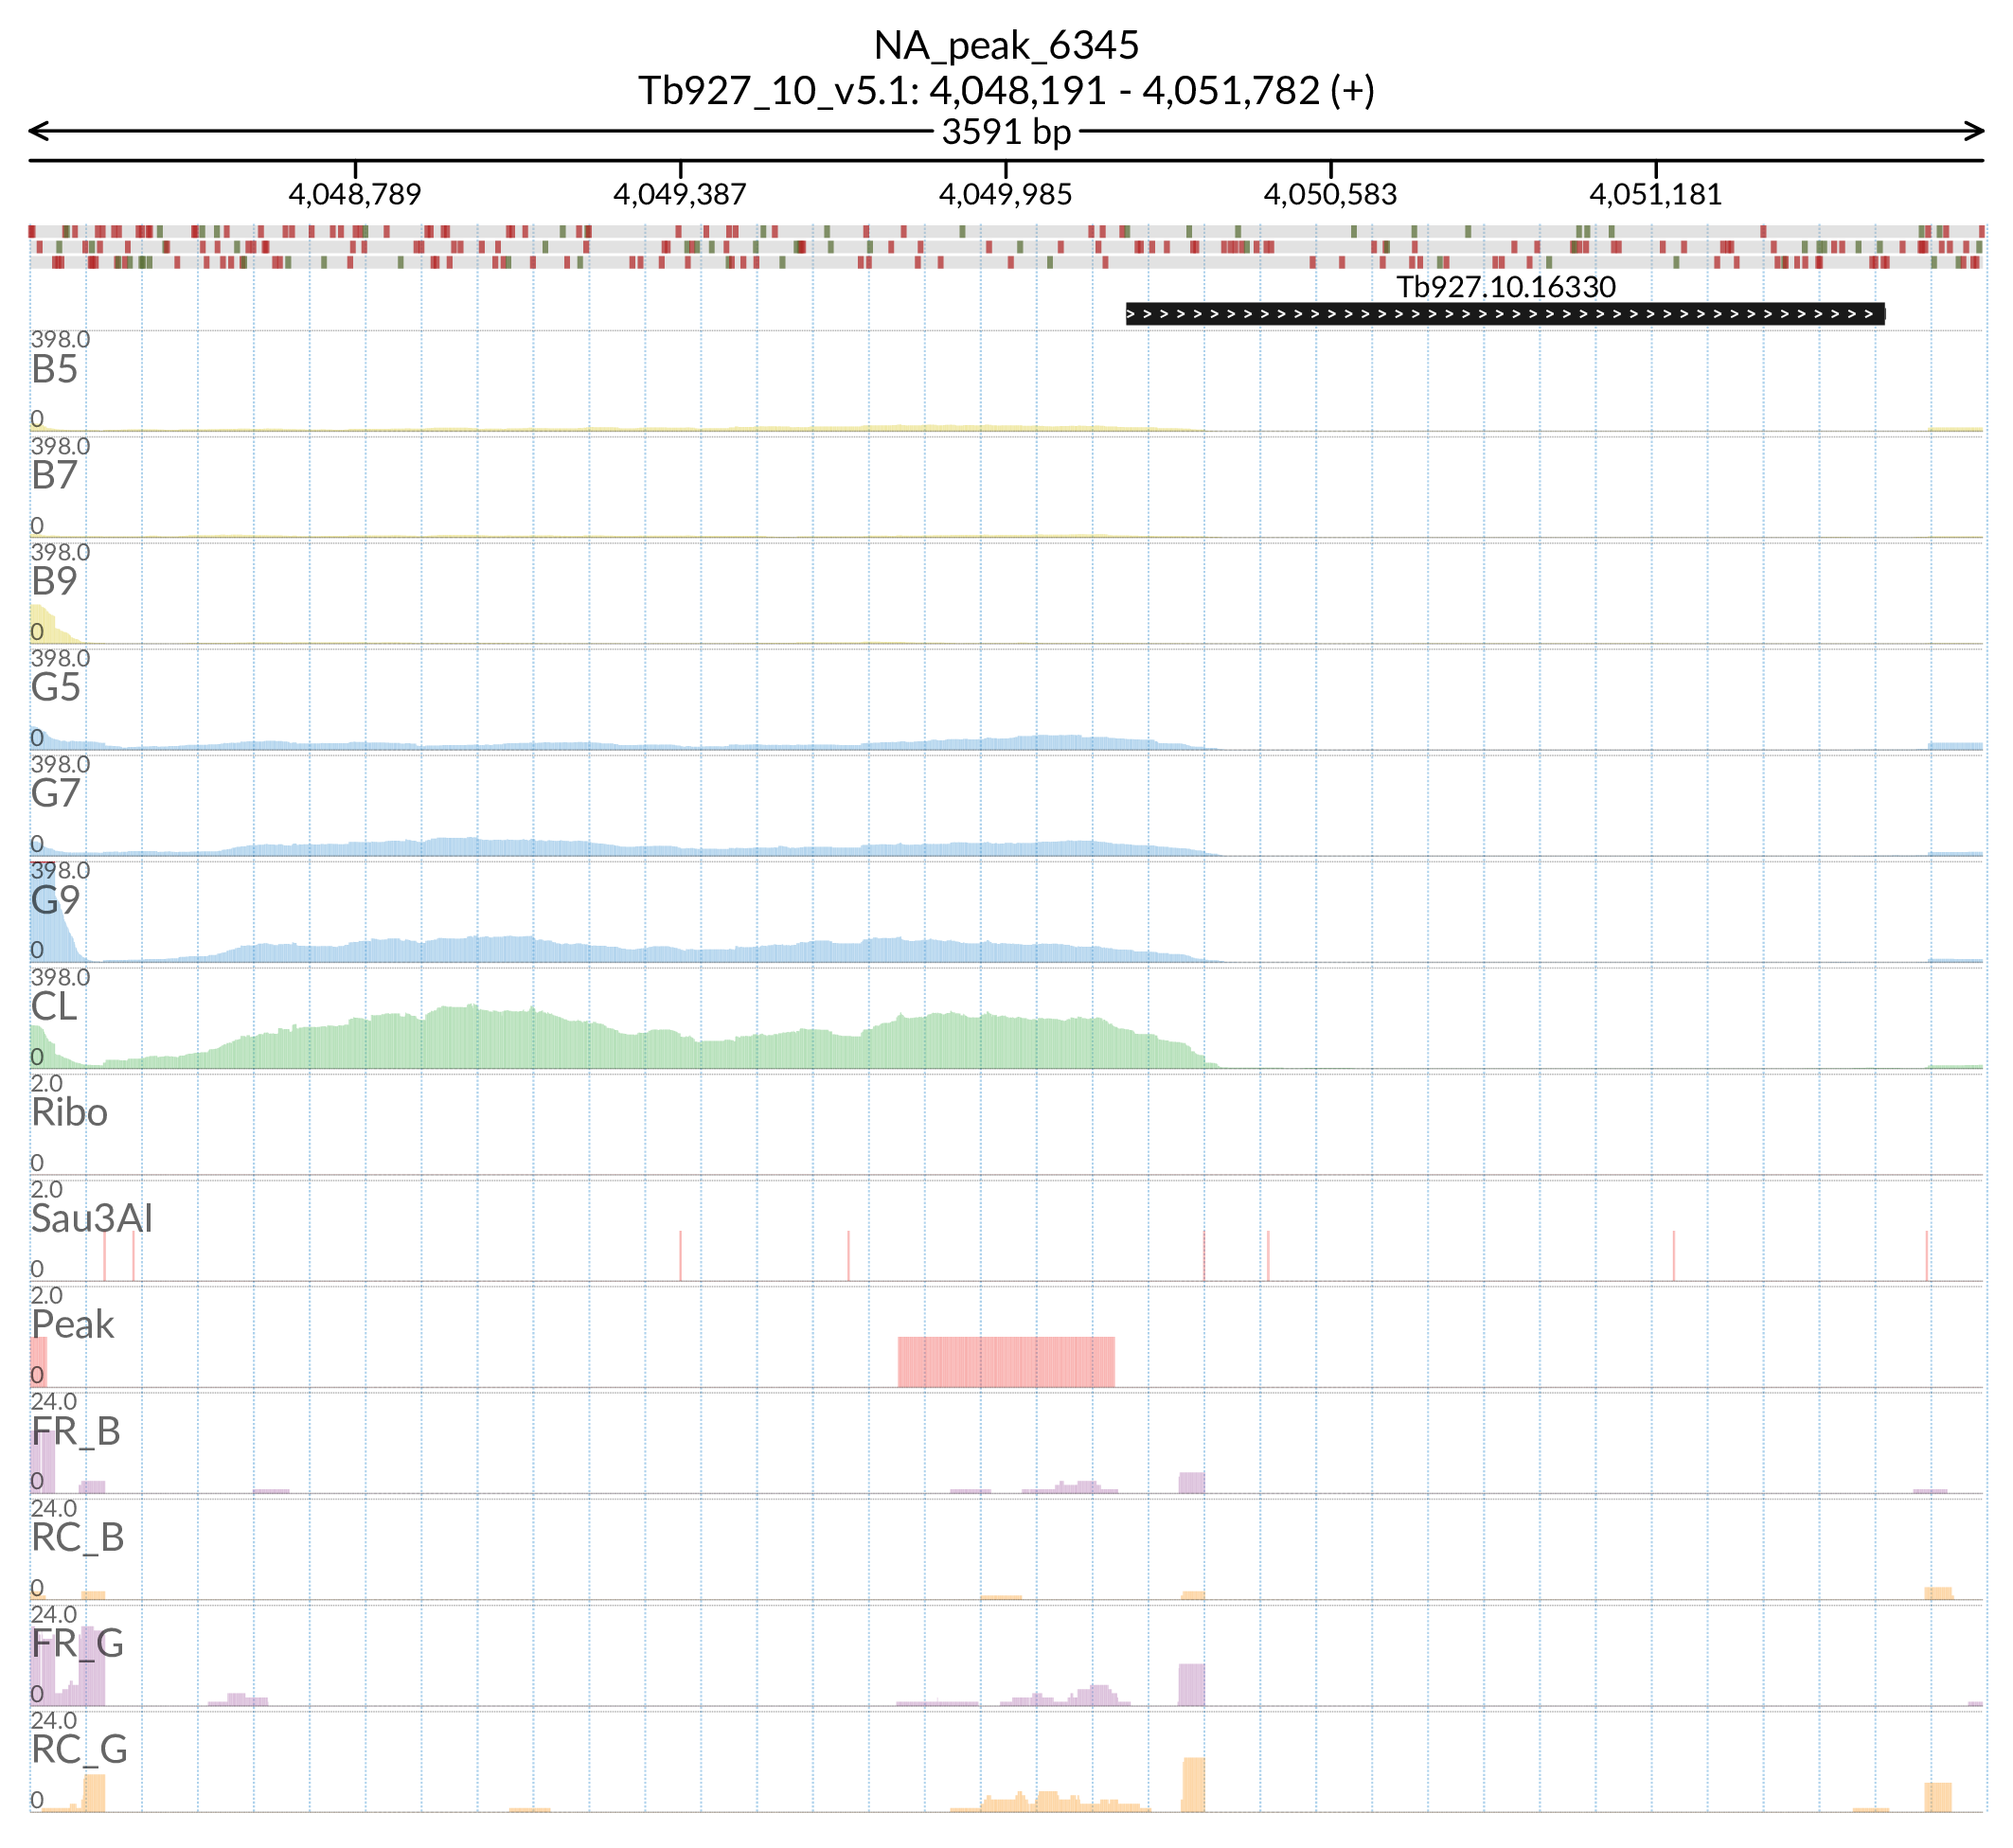 NA_peak_6345
Tb927_10_v5.1: 4,048,191 - 4,051,782 (+)
3591 bp
4,048,789 4,049,387 4,049,985 4,050,583 4,051,181
Tb927.10.16330
398.0
B5
0
398.0
B7
0
398.0
B9
0
398.0
G5
0
398.0
G7
0
398.0
G9
0
398.0
CL
0
2.0
Ribo
0
2.0
Sau3AI
0
2.0
Peak
0
24.0
FR_B
0
24.0
RC_B
0
24.0
FR_G
0
24.0
RC_G
0